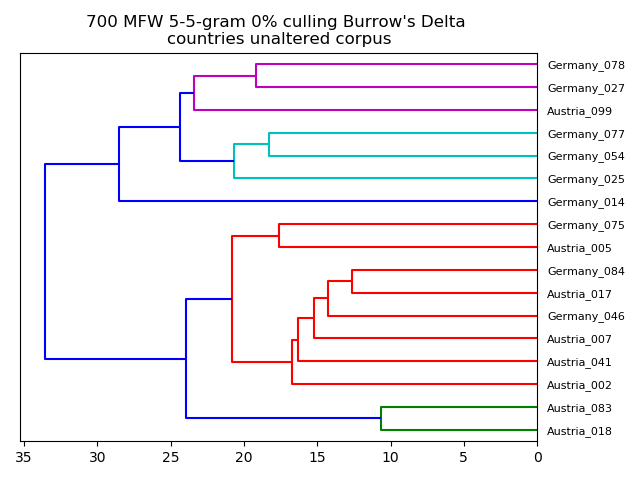 700 MFW 5-5-gram 0% culling Burrow's Delta
countries unaltered corpus
Germany_078
Germany_027
Austria_099
Germany_077
Germany_054
Germany_025
Germany_014
Germany_075
Austria_005
Germany_084
Austria_017
Germany_046
Austria_007
Austria_041
Austria_002
Austria_083
Austria_018
35 30 25 20 15 10 5 0